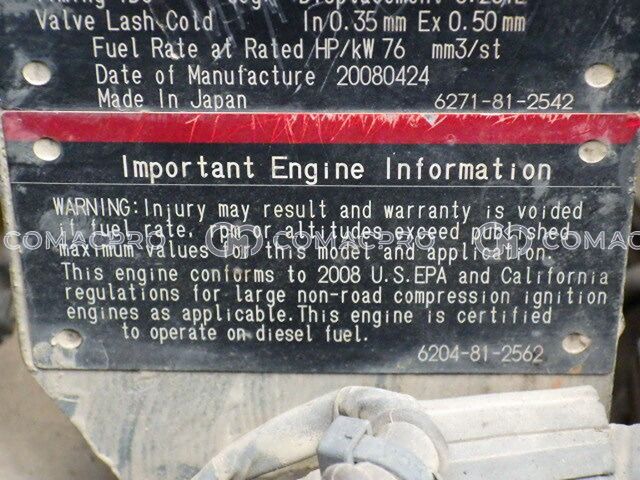 Valve Lash Cold In 0.35 mm Ex 0.50 mm
Fuel Rate at Rated HP/kW 76 mm3/st
Date of Manufacture 20080424
Made In Japan 6271-81-2542
Important Engine Information
WARNING: Injury may result and warranty is voided
if fuel rate, rpm or altitudes exceed published
maximum values for this model and application.
This engine conforms to 2008 U.S.EPA and California
regulations for large non-road compression ignition
engines as applicable. This engine is certified
to operate on diesel fuel.
6204-81-2562
COMACPRO COMACPRO COMACPRO